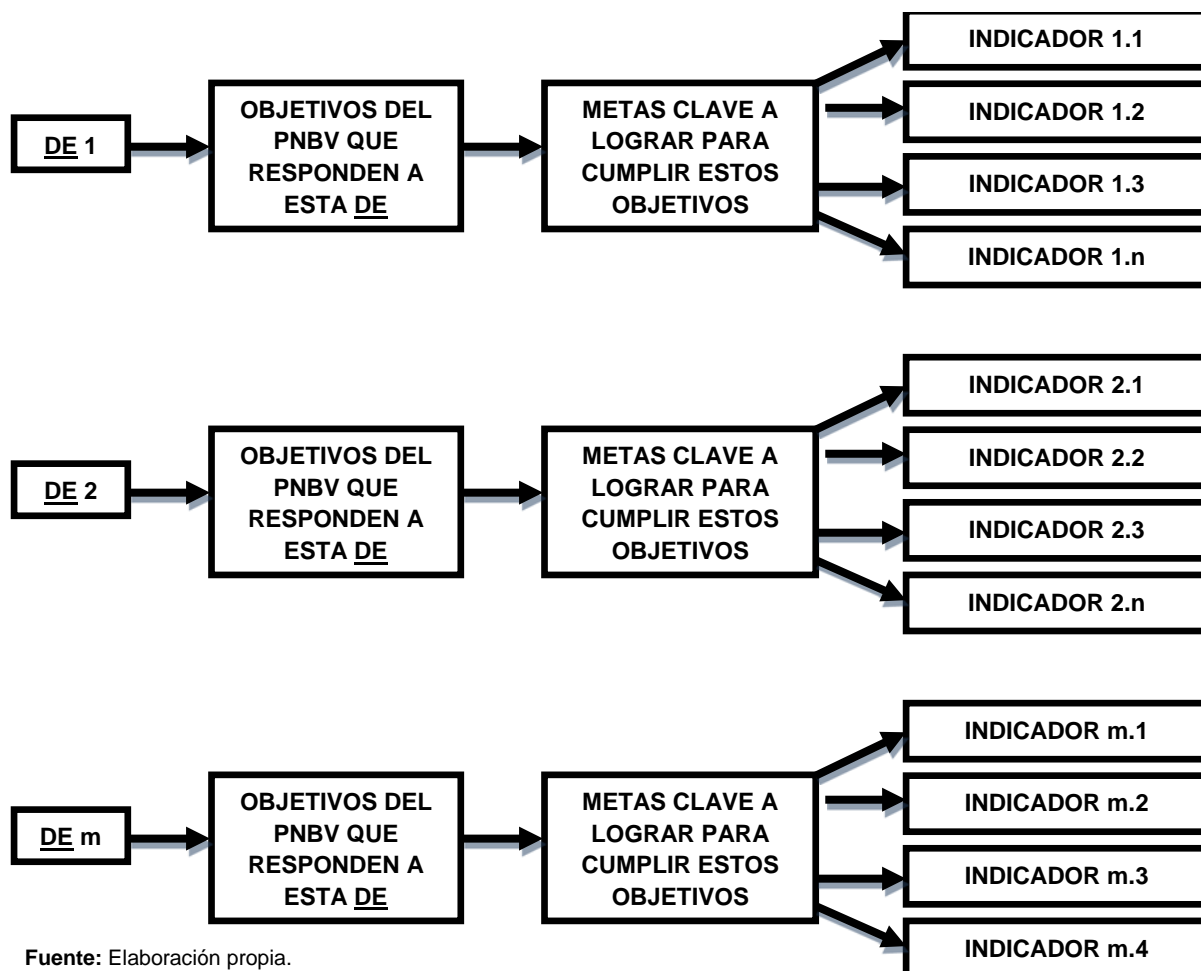 DE 1
OBJETIVOS DEL
PNBV QUE
RESPONDEN A
ESTA DE
METAS CLAVE A
LOGRAR PARA
CUMPLIR ESTOS
OBJETIVOS
INDICADOR 1.1
INDICADOR 1.2
INDICADOR 1.3
INDICADOR 1.n
DE 2
OBJETIVOS DEL
PNBV QUE
RESPONDEN A
ESTA DE
METAS CLAVE A
LOGRAR PARA
CUMPLIR ESTOS
OBJETIVOS
INDICADOR 2.1
INDICADOR 2.2
INDICADOR 2.3
INDICADOR 2.n
DE m
OBJETIVOS DEL
PNBV QUE
RESPONDEN A
ESTA DE
METAS CLAVE A
LOGRAR PARA
CUMPLIR ESTOS
OBJETIVOS
INDICADOR m.1
INDICADOR m.2
INDICADOR m.3
INDICADOR m.4
Fuente: Elaboración propia.